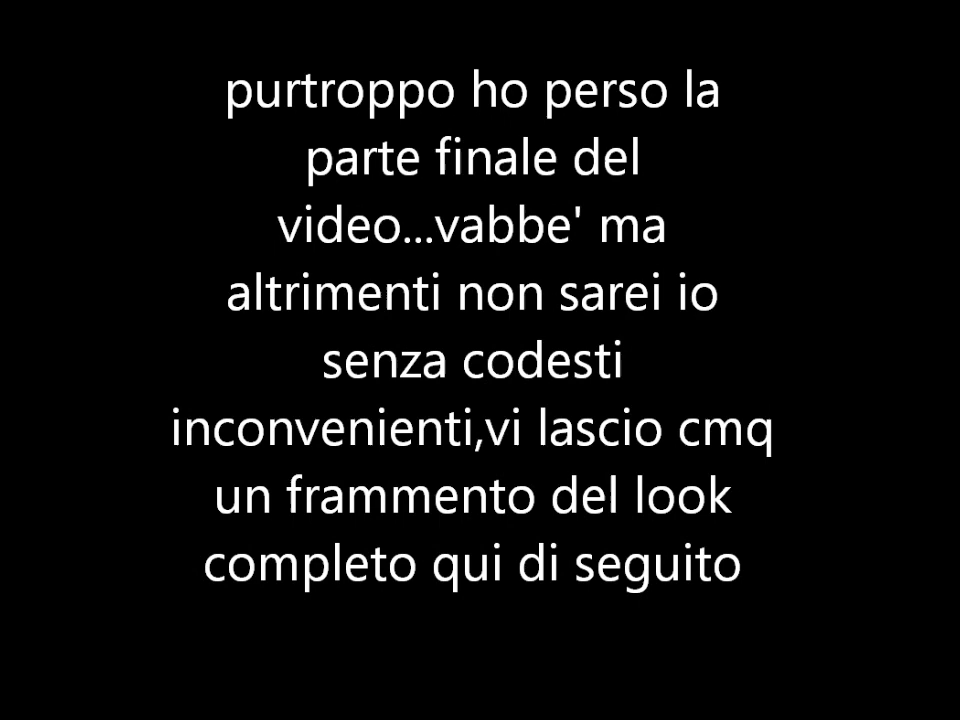 purtroppo ho perso la
parte finale del
video...vabbe' ma
altrimenti non sarei io
senza codesti
inconvenienti,vi lascio cmq
un frammento del look
completo qui di seguito